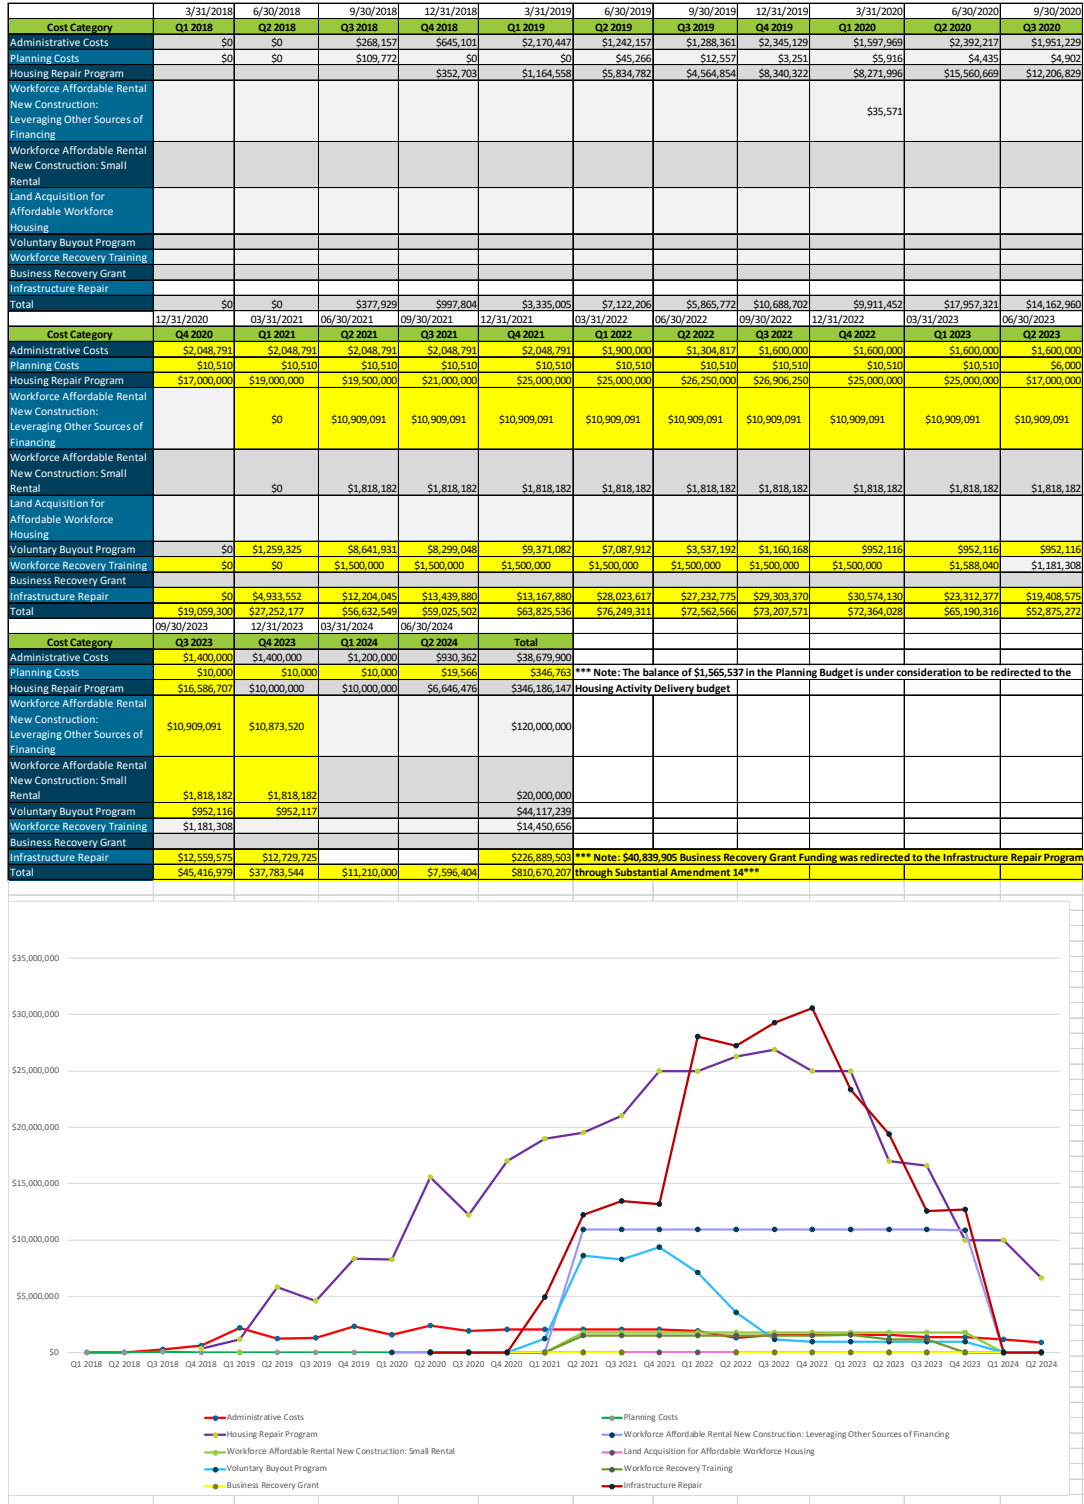 3/31/2018 6/30/2018 9/30/2018 12/31/2018 3/31/2019 6/30/2019 9/30/2019 12/31/2019 3/31/2020 6/30/2020 9/30/2020
Cost Category Q1 2018 Q2 2018 Q3 2018 Q4 2018 Q1 2019 Q2 2019 Q3 2019 Q4 2019 Q1 2020 Q2 2020 Q3 2020
Administrative Costs $0 $0 $268,157 $645,101 $2,170,447 $1,242,157 $1,288,361 $2,345,129 $1,597,969 $2,392,217 $1,951,229
Planning Costs $0 $0 $109,772 $0 $0 $45,266 $12,557 $3,251 $5,916 $4,435 $4,902
Housing Repair Program $352,703 $1,164,558 $5,834,782 $4,564,854 $8,340,322 $8,271,996 $15,560,669 $12,206,829
Workforce Affordable Rental
New Construction:
Leveraging Other Sources of
Financing
$35,571
Workforce Affordable Rental
New Construction: Small
Rental
Land Acquisition for
Affordable Workforce
Housing
Voluntary Buyout Program
Workforce Recovery Training
Business Recovery Grant
Infrastructure Repair
Total $0 $0 $377,929 $997,804 $3,335,005 $7,122,206 $5,865,772 $10,688,702 $9,911,452 $17,957,321 $14,162,960
12/31/2020 03/31/2021 06/30/2021 09/30/2021 12/31/2021 03/31/2022 06/30/2022 09/30/2022 12/31/2022 03/31/2023 06/30/2023
Cost Category Q4 2020 Q1 2021 Q2 2021 Q3 2021 Q4 2021 Q1 2022 Q2 2022 Q3 2022 Q4 2022 Q1 2023 Q2 2023
Administrative Costs $2,048,791 $2,048,791 $2,048,791 $2,048,791 $2,048,791 $1,900,000 $1,304,817 $1,600,000 $1,600,000 $1,600,000 $1,600,000
Planning Costs $10,510 $10,510 $10,510 $10,510 $10,510 $10,510 $10,510 $10,510 $10,510 $10,510 $6,000
Housing Repair Program $17,000,000 $19,000,000 $19,500,000 $21,000,000 $25,000,000 $25,000,000 $26,250,000 $26,906,250 $25,000,000 $25,000,000 $17,000,000
Workforce Affordable Rental
New Construction:
Leveraging Other Sources of
Financing
$0 $10,909,091 $10,909,091 $10,909,091 $10,909,091 $10,909,091 $10,909,091 $10,909,091 $10,909,091 $10,909,091
Workforce Affordable Rental
New Construction: Small
Rental $0 $1,818,182 $1,818,182 $1,818,182 $1,818,182 $1,818,182 $1,818,182 $1,818,182 $1,818,182 $1,818,182
Land Acquisition for
Affordable Workforce
Housing
Voluntary Buyout Program $0 $1,259,325 $8,641,931 $8,299,048 $9,371,082 $7,087,912 $3,537,192 $1,160,168 $952,116 $952,116 $952,116
Workforce Recovery Training $0 $0 $1,500,000 $1,500,000 $1,500,000 $1,500,000 $1,500,000 $1,500,000 $1,500,000 $1,588,040 $1,181,308
Business Recovery Grant
Infrastructure Repair $0 $4,933,552 $12,204,045 $13,439,880 $13,167,880 $28,023,617 $27,232,775 $29,303,370 $30,574,130 $23,312,377 $19,408,575
Total $19,059,300 $27,252,177 $56,632,549 $59,025,502 $63,825,536 $76,249,311 $72,562,566 $73,207,571 $72,364,028 $65,190,316 $52,875,272
09/30/2023 12/31/2023 03/31/2024 06/30/2024
Cost Category Q3 2023 Q4 2023 Q1 2024 Q2 2024 Total
Administrative Costs $1,400,000 $1,400,000 $1,200,000 $930,362 $38,679,900
Planning Costs $10,000 $10,000 $10,000 $19,566 $346,763 *** Note: The balance of $1,565,537 in the Planning Budget is under consideration to be redirected to the
Housing Repair Program $16,586,707 $10,000,000 $10,000,000 $6,646,476 $346,186,147 Housing Activity Delivery budget
Workforce Affordable Rental
New Construction:
Leveraging Other Sources of
Financing
$10,909,091 $10,873,520 $120,000,000
Workforce Affordable Rental
New Construction: Small
Rental $1,818,182 $1,818,182 $20,000,000
Voluntary Buyout Program $952,116 $952,117 $44,117,239
Workforce Recovery Training $1,181,308 $14,450,656
Business Recovery Grant
Infrastructure Repair $12,559,575 $12,729,725 $226,889,503 *** Note: $40,839,905 Business Recovery Grant Funding was redirected to the Infrastructure Repair Program
Total $45,416,979 $37,783,544 $11,210,000 $7,596,404 $810,670,207 through Substantial Amendment 14***
$35,000,000
$30,000,000
$25,000,000
$20,000,000
$15,000,000
$10,000,000
$5,000,000
$0
Q1 2018 Q2 2018 Q3 2018 Q4 2018 Q1 2019 Q2 2019 Q3 2019 Q4 2019 Q1 2020 Q2 2020 Q3 2020 Q4 2020 Q1 2021 Q2 2021 Q3 2021 Q4 2021 Q1 2022 Q2 2022 Q3 2022 Q4 2022 Q1 2023 Q2 2023 Q3 2023 Q4 2023 Q1 2024 Q2 2024
Administrative Costs Planning Costs
Housing Repair Program Workforce Affordable Rental New Construction: Leveraging Other Sources of Financing
Workforce Affordable Rental New Construction: Small Rental Land Acquisition for Affordable Workforce Housing
Voluntary Buyout Program Workforce Recovery Training
Business Recovery Grant Infrastructure Repair